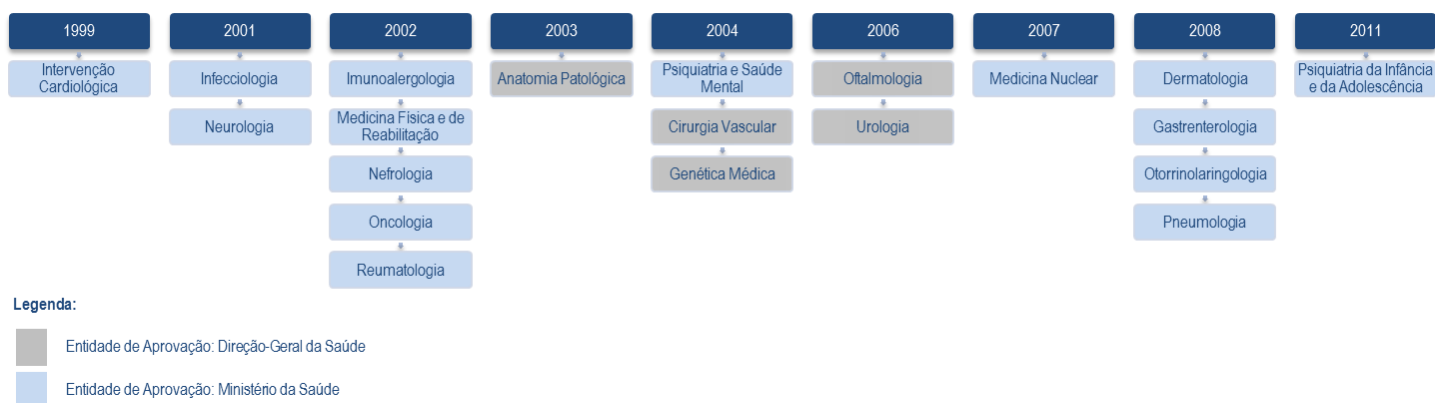 1999
Intervenção
Cardiológica
2001
Infecciologia
Neurologia
2002
Imunoalergologia
Medicina Física e de
Reabilitação
Nefrologia
Oncologia
Reumatologia
2003
Anatomia Patológica
2004
Psiquiatria e Saúde
Mental
Cirurgia Vascular
Genética Médica
2006
Oftalmologia
Urologia
2007
Medicina Nuclear
2008
Dermatologia
Gastrenterologia
Otorrinolaringologia
Pneumologia
2011
Psiquiatria da Infância
e da Adolescência
Legenda:
Entidade de Aprovação: Direção-Geral da Saúde
Entidade de Aprovação: Ministério da Saúde